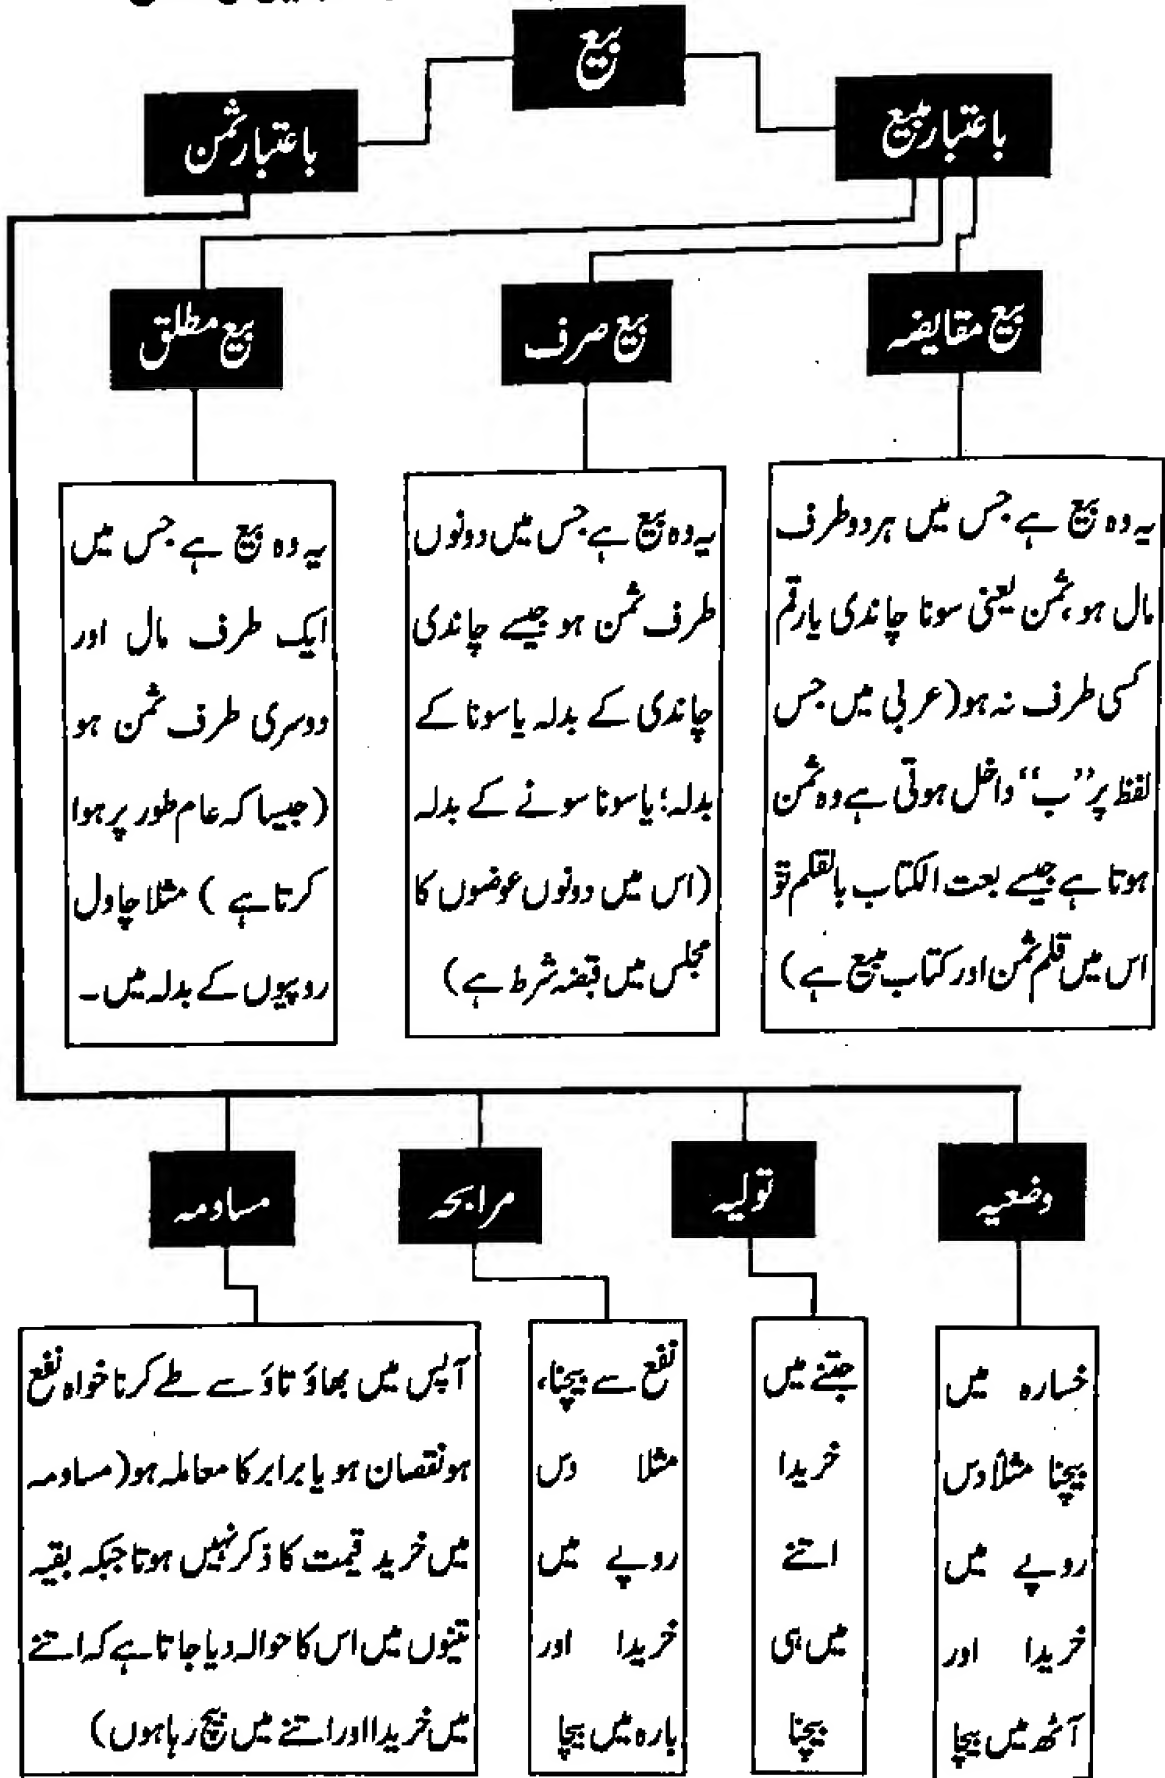 بیع
باعتبار مبیع
باعتبار ثمن
بیع مقایضہ
بیع صرف
بیع مطلق
یہ وہ بیع ہے جس میں ہر دو طرف
مال ہو، ثمن یعنی سونا چاندی یا رقم
کسی طرف نہ ہو (عربی میں جس
لفظ پر ”ب“ داخل ہوتی ہے وہ ثمن
ہوتا ہے جیسے بعت الکتاب بالقلم تو
اس میں قلم ثمن اور کتاب مبیع ہے)
یہ وہ بیع ہے جس میں دونوں
طرف ثمن ہو جیسے چاندی
چاندی کے بدلہ یا سونا کے
بدلہ؛ یا سونا سونے کے بدلہ
(اس میں دونوں عوضوں کا
مجلس میں قبضہ شرط ہے)
یہ وہ بیع ہے جس میں
ایک طرف مال اور
دوسری طرف ثمن ہو
(جیسا کہ عام طور پر ہوا
کرتا ہے) مثلا چاول
روپیوں کے بدلہ میں۔
وضعیہ
تولیہ
مرابحہ
مساومہ
خسارہ میں
بیچنا مثلاً دس
روپے میں
خریدا اور
آٹھ میں بیچا
جتنے میں
خریدا
اتنے
میں ہی
بیچنا
نفع سے بیچنا،
مثلا دس
روپے میں
خریدا اور
بارہ میں بیچا
آپس میں بھاؤ تاؤ سے طے کرنا خواہ نفع
ہو نقصان ہو یا برابر کا معاملہ ہو (مساومہ
میں خرید قیمت کا ذکر نہیں ہوتا جبکہ بقیہ
تینوں میں اس کا حوالہ دیا جاتا ہے کہ اتنے
میں خریدا اور اتنے میں بیچ رہا ہوں)